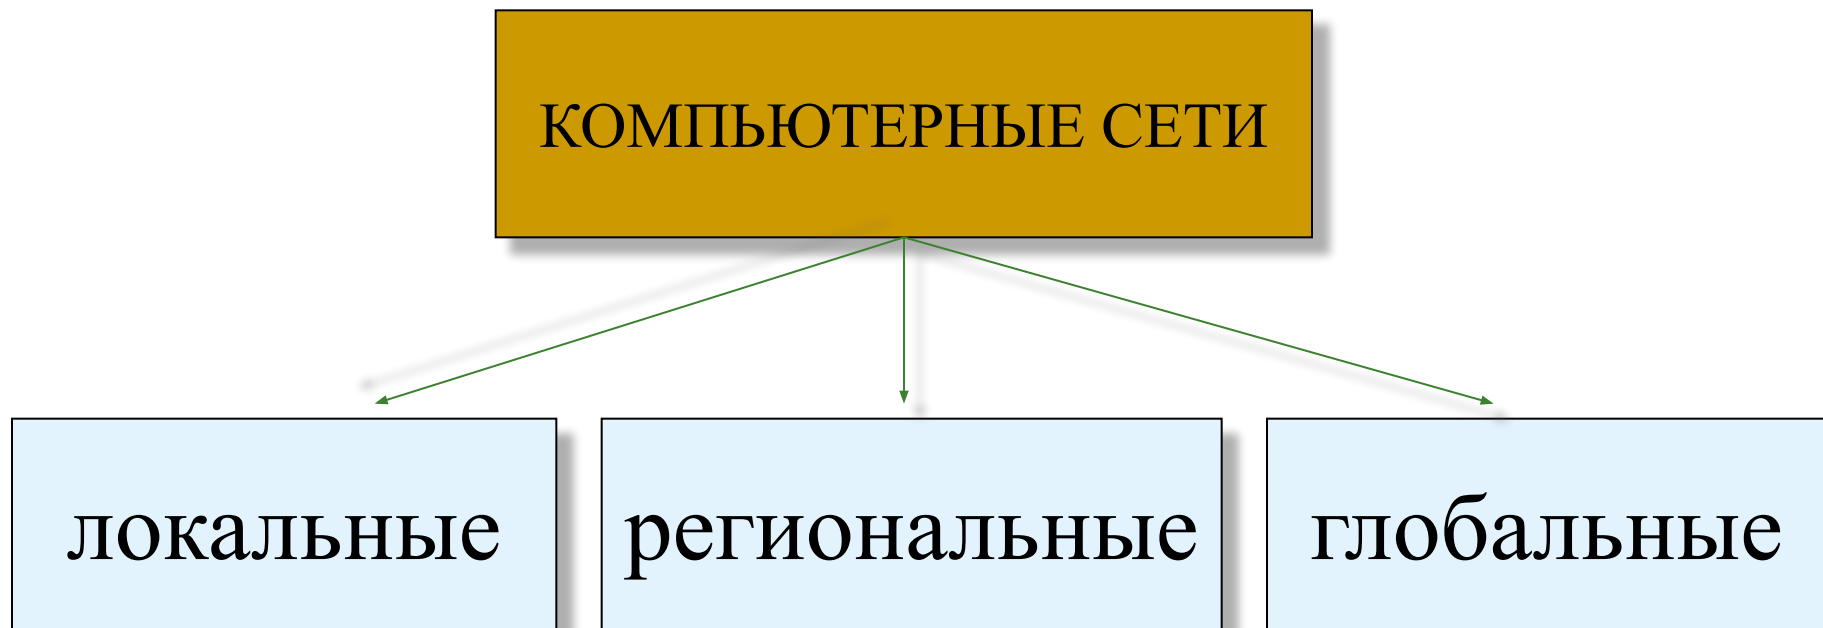 КОМПЬЮТЕРНЫЕ СЕТИ
локальные
региональные
глобальные